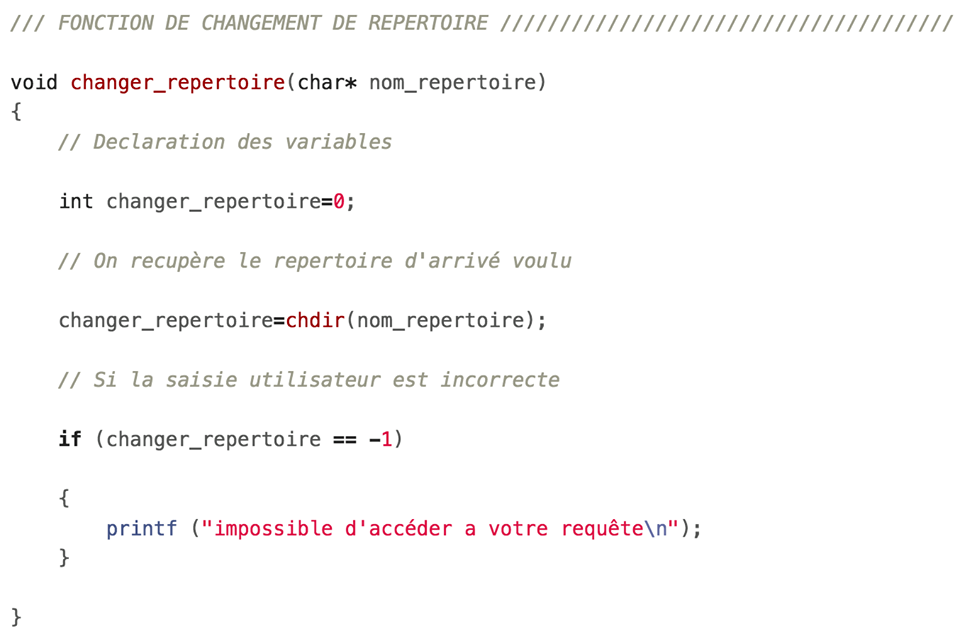 /// FONCTION DE CHANGEMENT DE REPERTOIRE //////////////////////////////////////
void changer_repertoire(char* nom_repertoire)
{
// Declaration des variables
int changer_repertoire=0;
// On recupère le repertoire d'arrivé voulu
changer_repertoire=chdir(nom_repertoire);
// Si la saisie utilisateur est incorrecte
if (changer_repertoire == -1)
{
printf ("impossible d'accéder a votre requête\n");
}
}